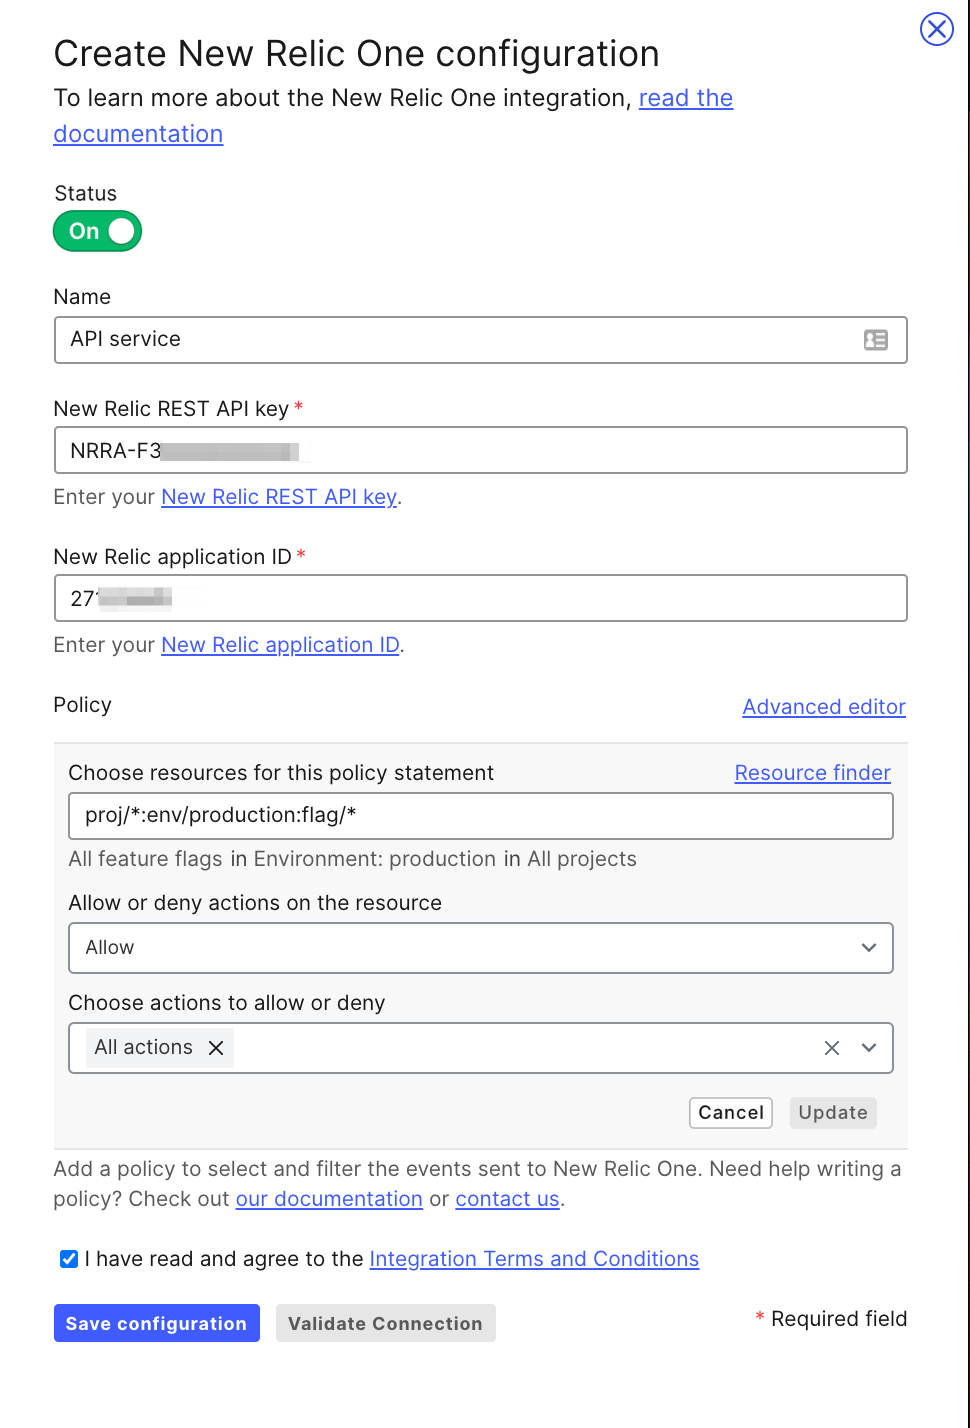 Create New Relic One configuration
To learn more about the New Relic One integration, read the
documentation
Status
On
Name
API service
New Relic REST API key *
NRRA-F3
Enter your New Relic REST API key.
New Relic application ID *
271
Enter your New Relic application ID.
Policy
Advanced editor
Choose resources for this policy statement
Resource finder
proj/*:env/production:flag/*
All feature flags in Environment: production in All projects
Allow or deny actions on the resource
Allow
Choose actions to allow or deny
All actions
Cancel
Update
Add a policy to select and filter the events sent to New Relic One. Need help writing a
policy? Check out our documentation or contact us.
I have read and agree to the Integration Terms and Conditions
Save configuration
Validate Connection
* Required field